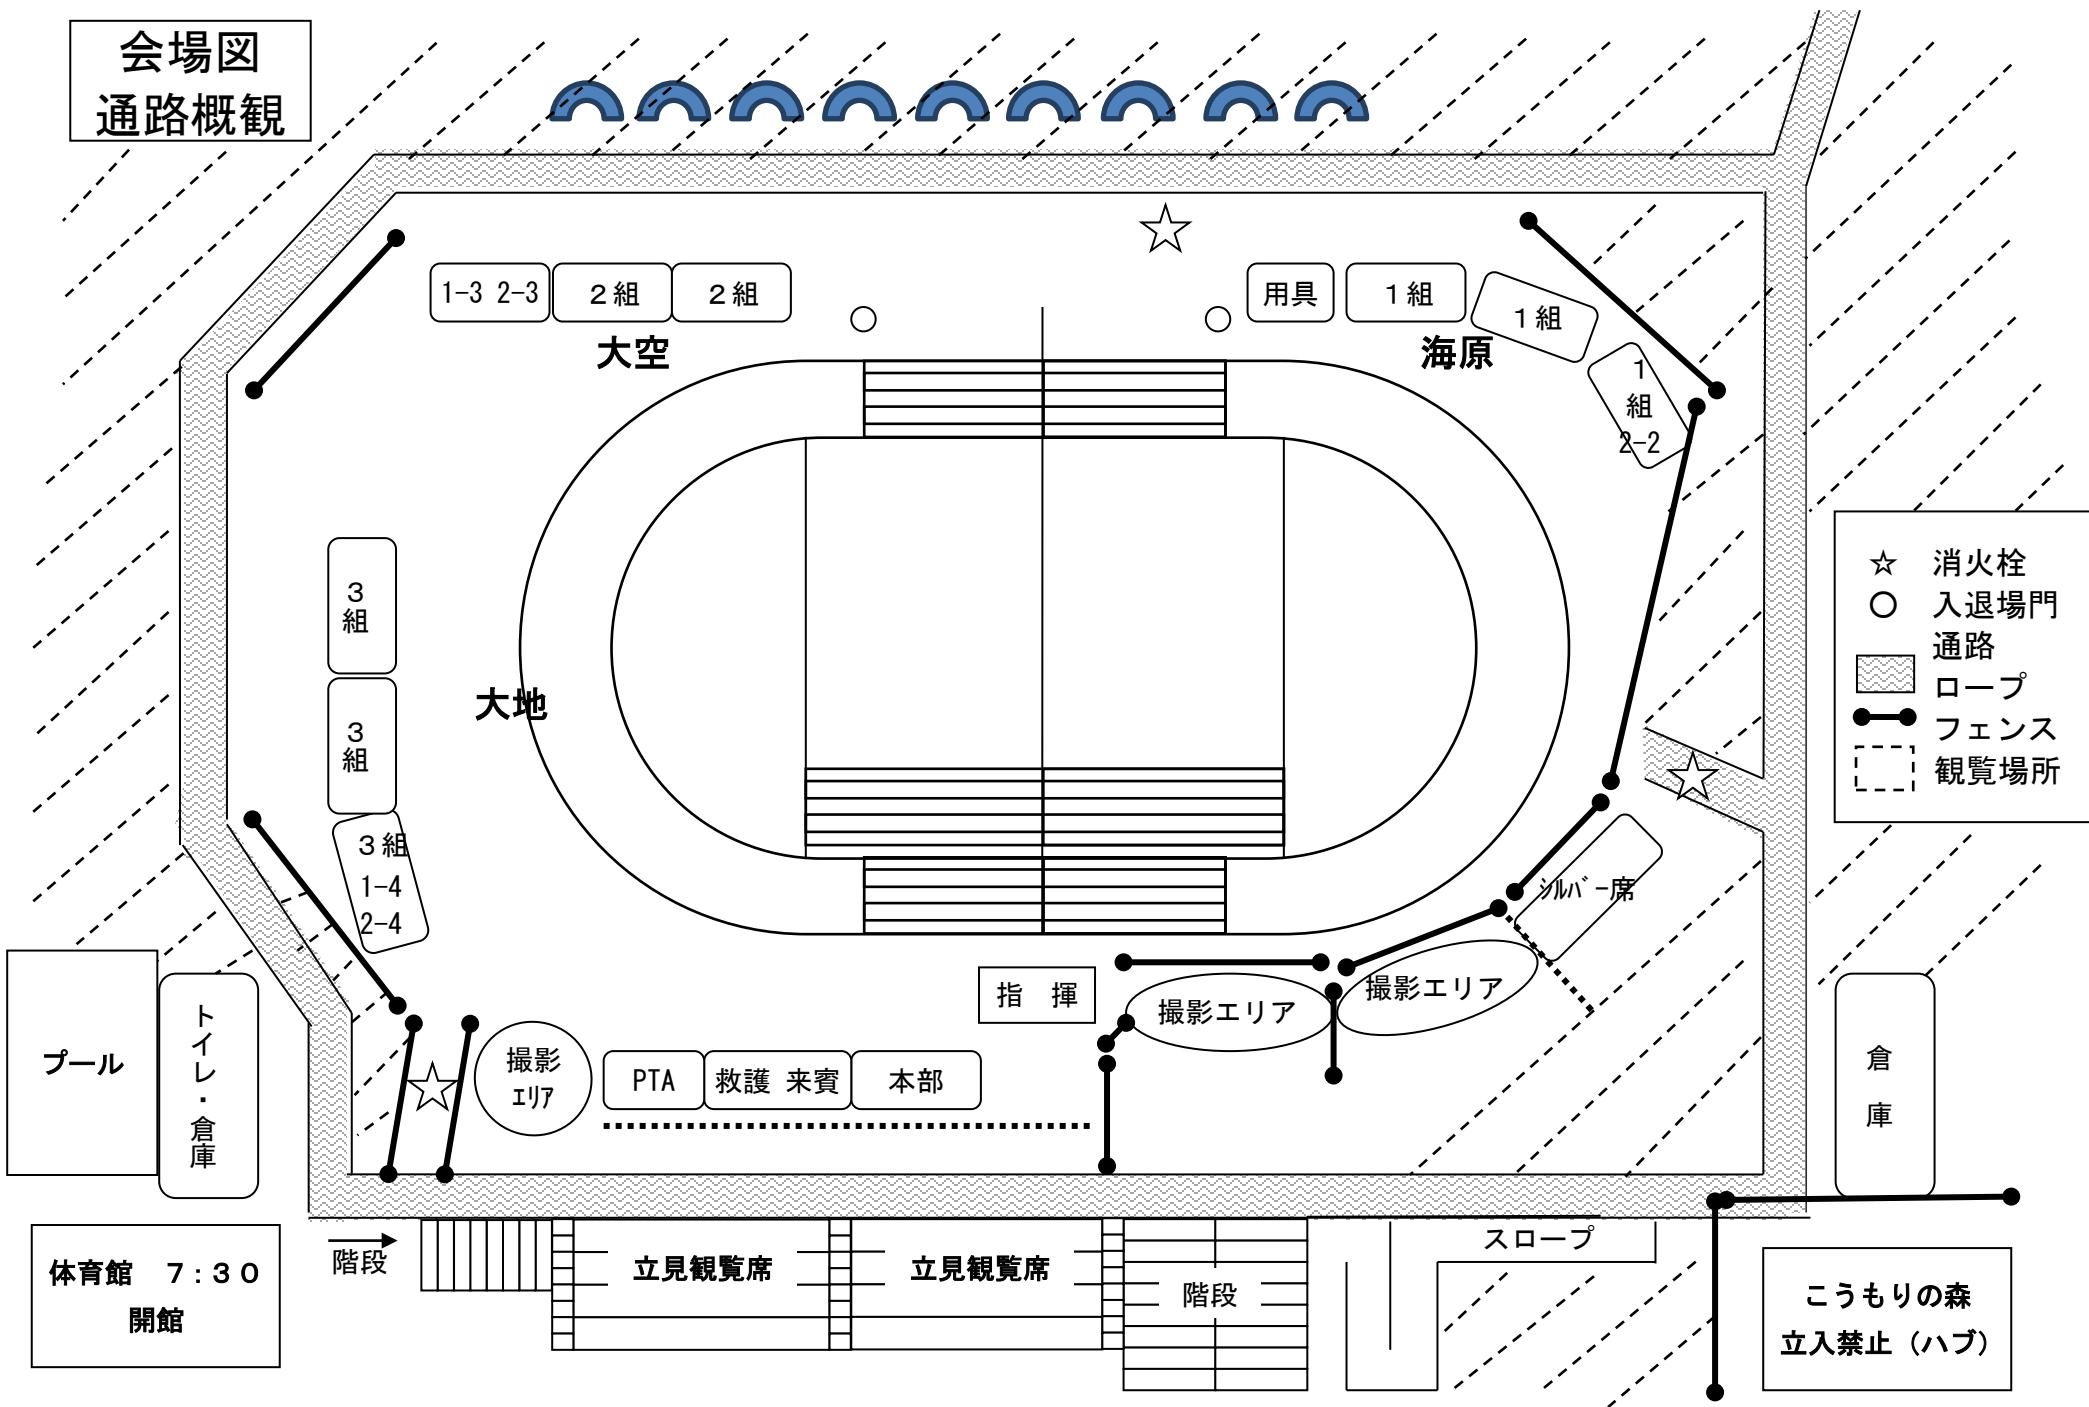 会場図
通路概観
1-3 2-3
２組
２組
用具
１組
１組
1
組
2-2
大空
海原
３
組
３
組
３組
1-4
2-4
大地
☆ 消火栓
○ 入退場門
通路
ロープ
フェンス
観覧場所
ｼﾙﾊﾞｰ席
指　揮
撮影エリア
撮影エリア
プール
トイレ・倉庫
撮影
ｴﾘｱ
PTA
救護 来賓
本部
倉
庫
体育館　７:３０
開館
階段
立見観覧席
立見観覧席
階段
スロープ
こうもりの森
立入禁止（ハブ）